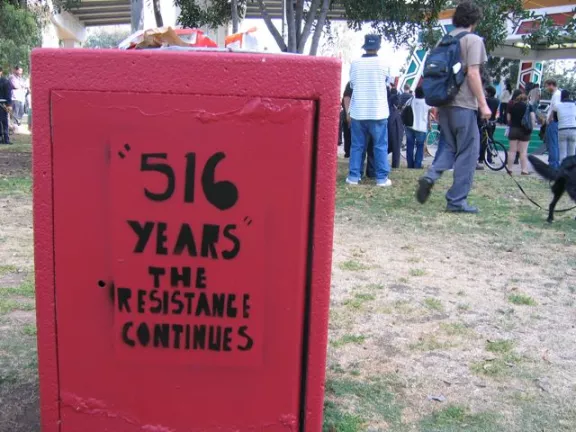 "516
YEARS"
THE
RESISTANCE
CONTINUES